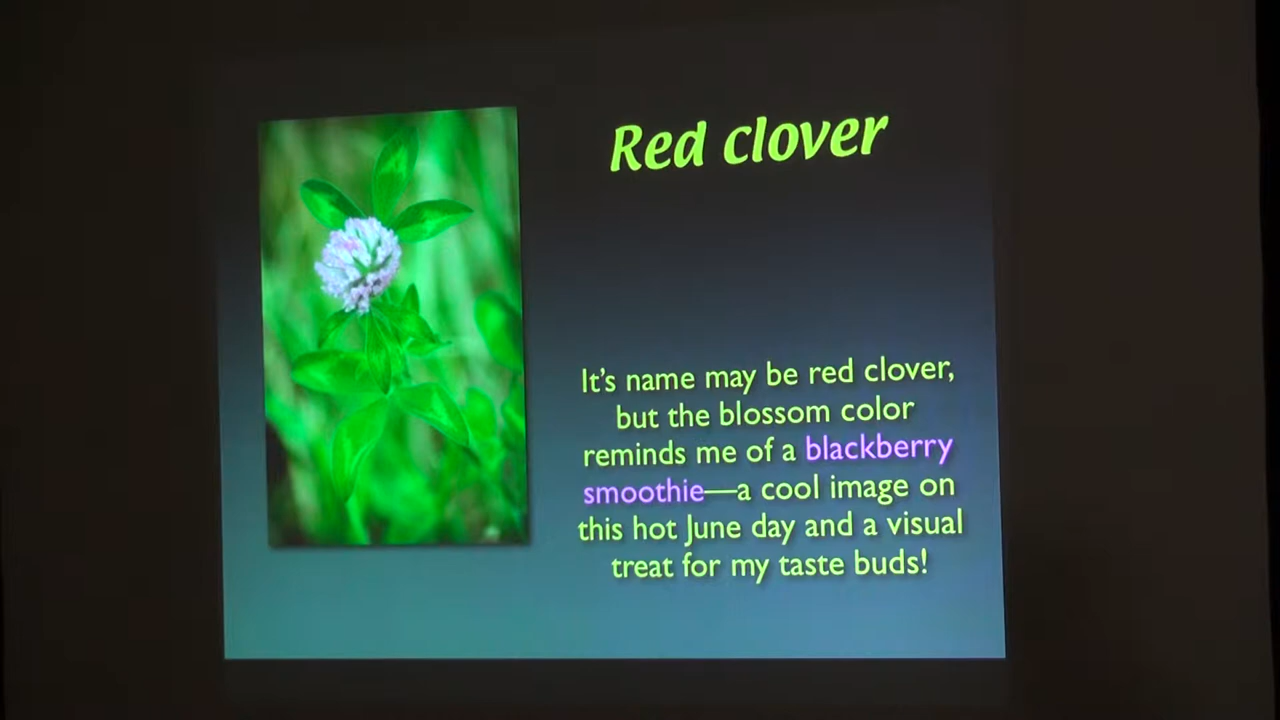 Red clover
It's name may be red clover,
but the blossom color
reminds me of a blackberry
smoothie—a cool image on
this hot June day and a visual
treat for my taste buds!